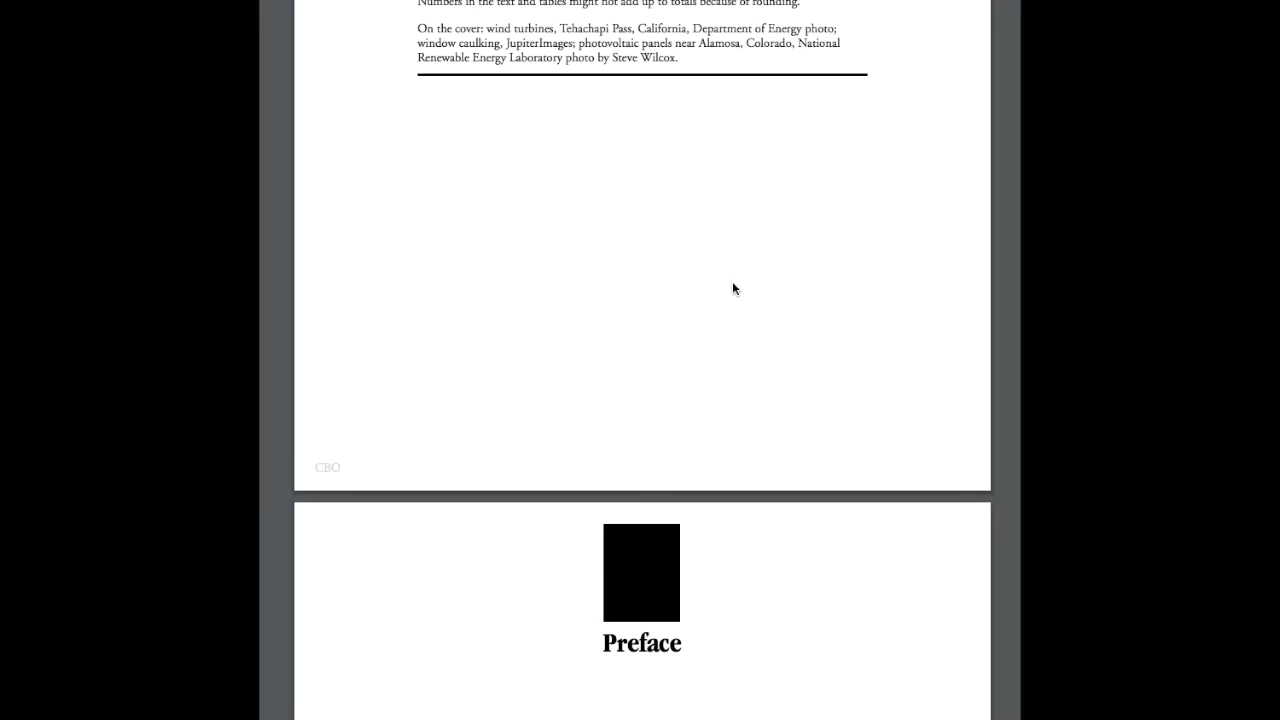 Numbers in the text and tables might not add up to totals because of rounding.
On the cover: wind turbines, Tehachapi Pass, California, Department of Energy photo;
window caulking, JupiterImages; photovoltaic panels near Alamosa, Colorado, National
Renewable Energy Laboratory photo by Steve Wilcox.
CBO
Preface